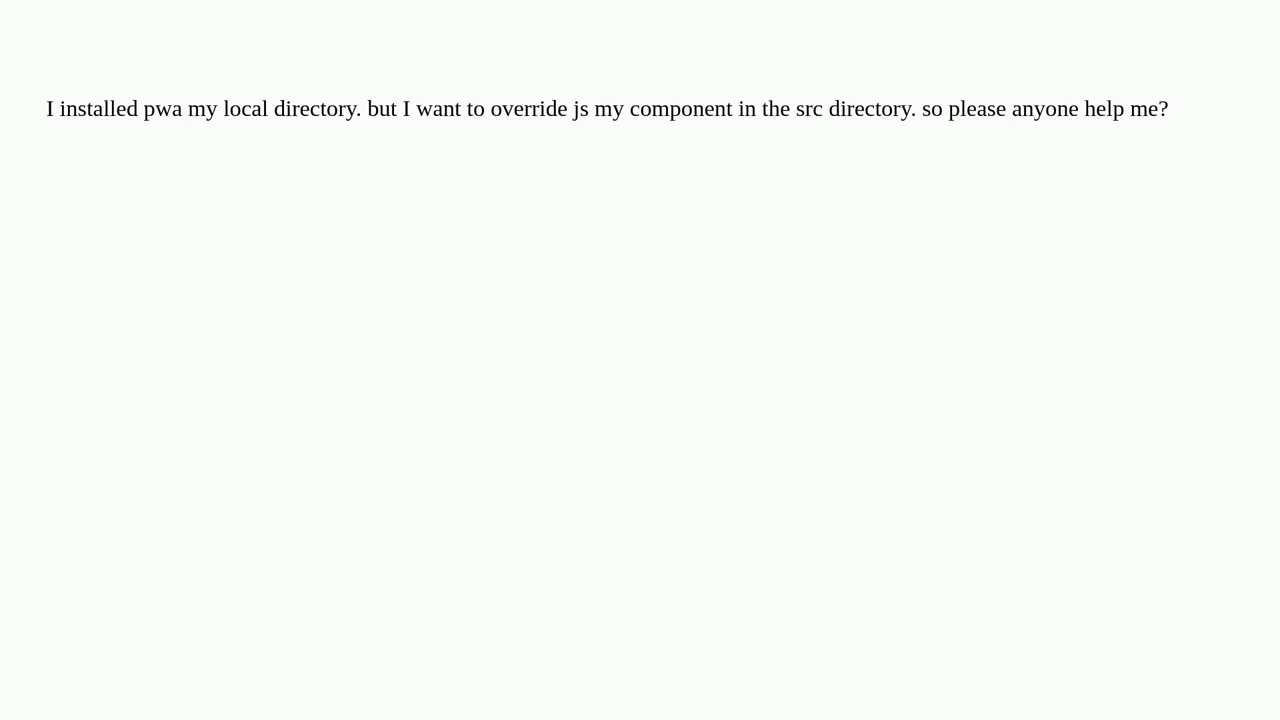 I installed pwa my local directory. but I want to override js my component in the src directory. so please anyone help me?